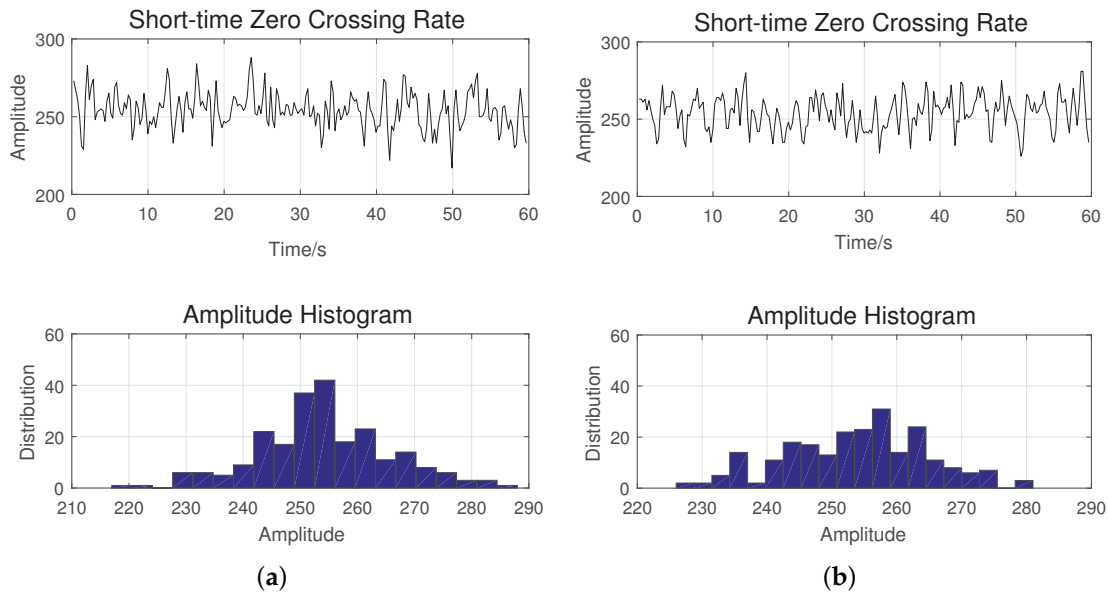 Short-time Zero Crossing Rate
300
250
200
Amplitude
0 10 20 30 40 50 60
Time/s
Amplitude Histogram
60
40
20
0
Distribution
210 220 230 240 250 260 270 280 290
Amplitude
(a)
Short-time Zero Crossing Rate
300
250
200
Amplitude
0 10 20 30 40 50 60
Time/s
Amplitude Histogram
60
40
20
0
Distribution
220 230 240 250 260 270 280 290
Amplitude
(b)